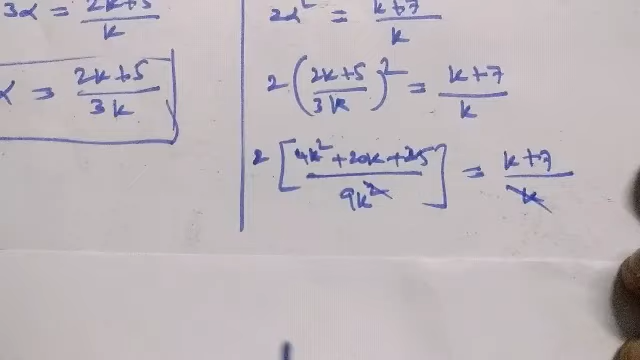 3α = 2k+5/k
α = 2k+5/3k
2α² = k+7/k
2(2k+5/3k)² = k+7/k
2[4k²+20k+25/9k²] = k+7/k